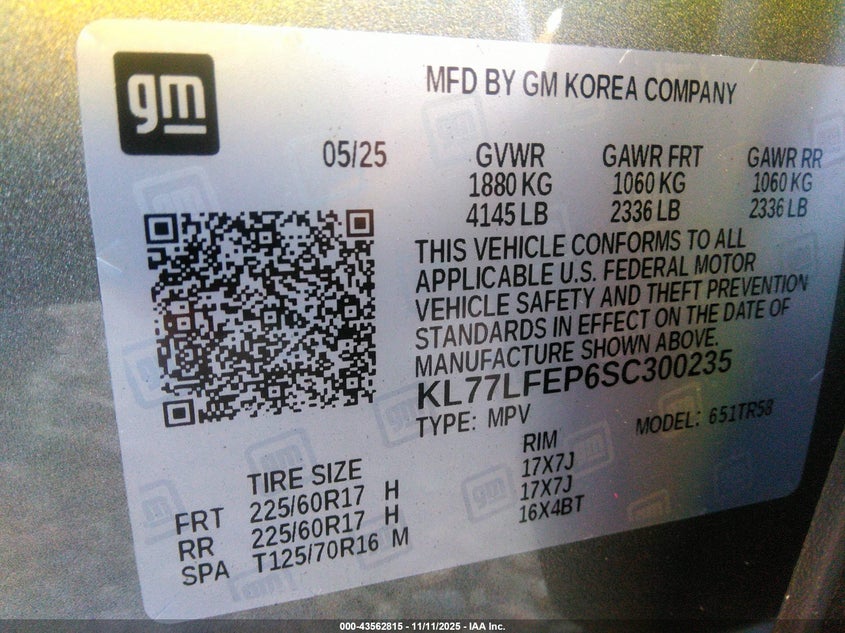 gm
MFD BY GM KOREA COMPANY
05/25
GVWR GAWR FRT GAWR RR
1880 KG 1060 KG 1060 KG
4145 LB 2336 LB 2336 LB
THIS VEHICLE CONFORMS TO ALL
APPLICABLE U.S. FEDERAL MOTOR
VEHICLE SAFETY AND THEFT PREVENTION
STANDARDS IN EFFECT ON THE DATE OF
MANUFACTURE SHOWN ABOVE.
KL77LFEP6SC300235
TYPE: MPV MODEL: 651TR58
TIRE SIZE RIM
FRT 225/60R17 H 17X7J
RR 225/60R17 H 17X7J
SPA T125/70R16 M 16X4BT
000-43562815 - 11/11/2025 - IAA Inc.